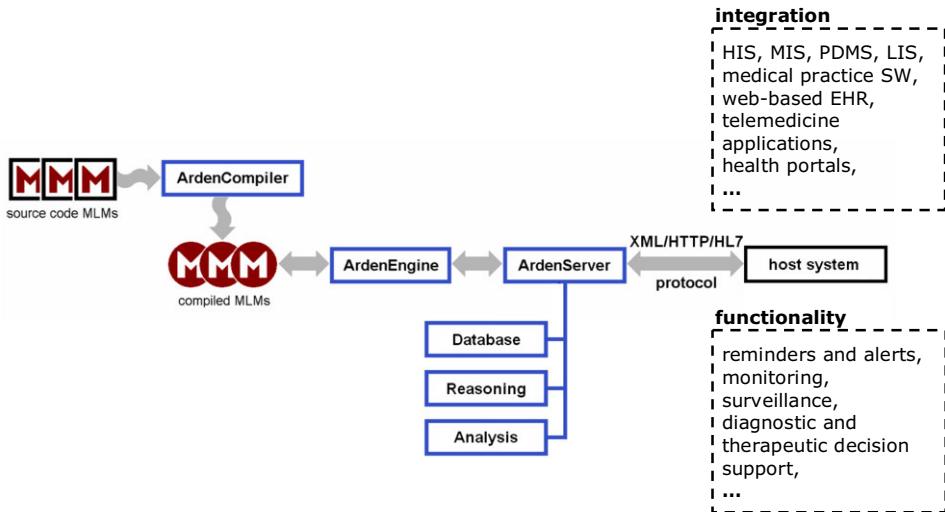 integration
HIS, MIS, PDMS, LIS,
medical practice SW,
web-based EHR,
telemedicine
applications,
health portals,
...
M M M
source code MLMs
ArdenCompiler
M M M
compiled MLMs
ArdenEngine
ArdenServer
XML/HTTP/HL7
protocol
host system
Database
Reasoning
Analysis
functionality
reminders and alerts,
monitoring,
surveillance,
diagnostic and
therapeutic decision
support,
...